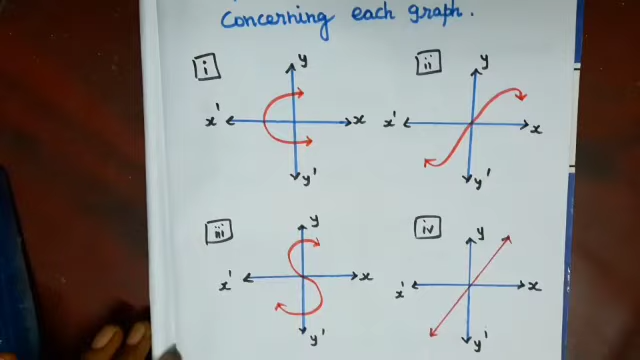 Concerning each graph.
i
y
x'
x
y'
ii
y
x'
x
y'
iii
y
x'
x
y'
iv
y
x'
x
y'